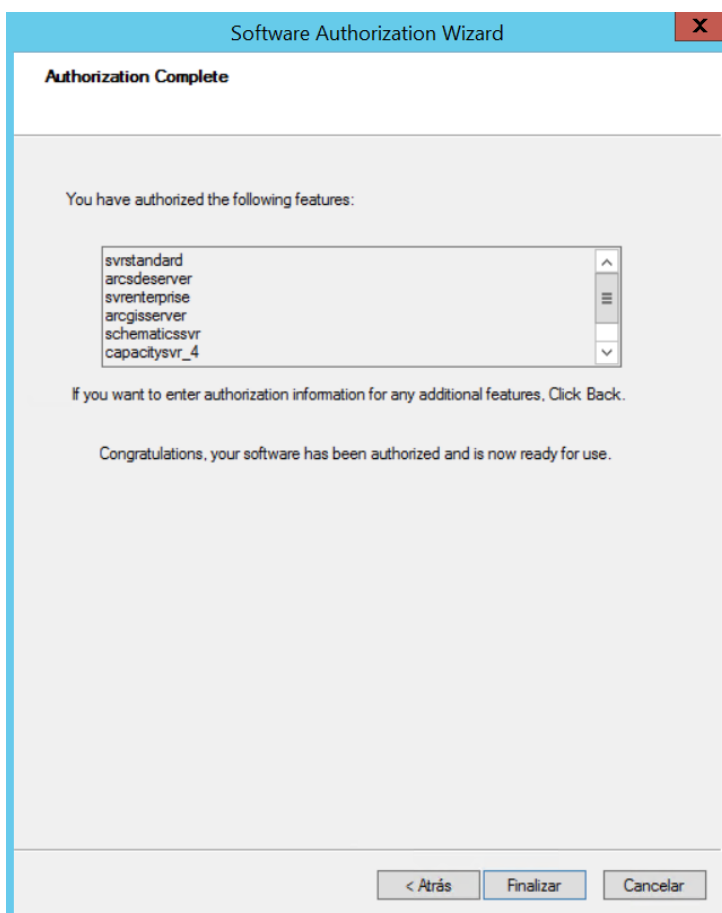 Software Authorization Wizard
X
Authorization Complete
You have authorized the following features:
svrstandard
arcsdeserver
svrenterprise
arcgisserver
schematicssvr
capacitysvr_4
If you want to enter authorization information for any additional features, Click Back.
Congratulations, your software has been authorized and is now ready for use.
< Atrás
Finalizar
Cancelar